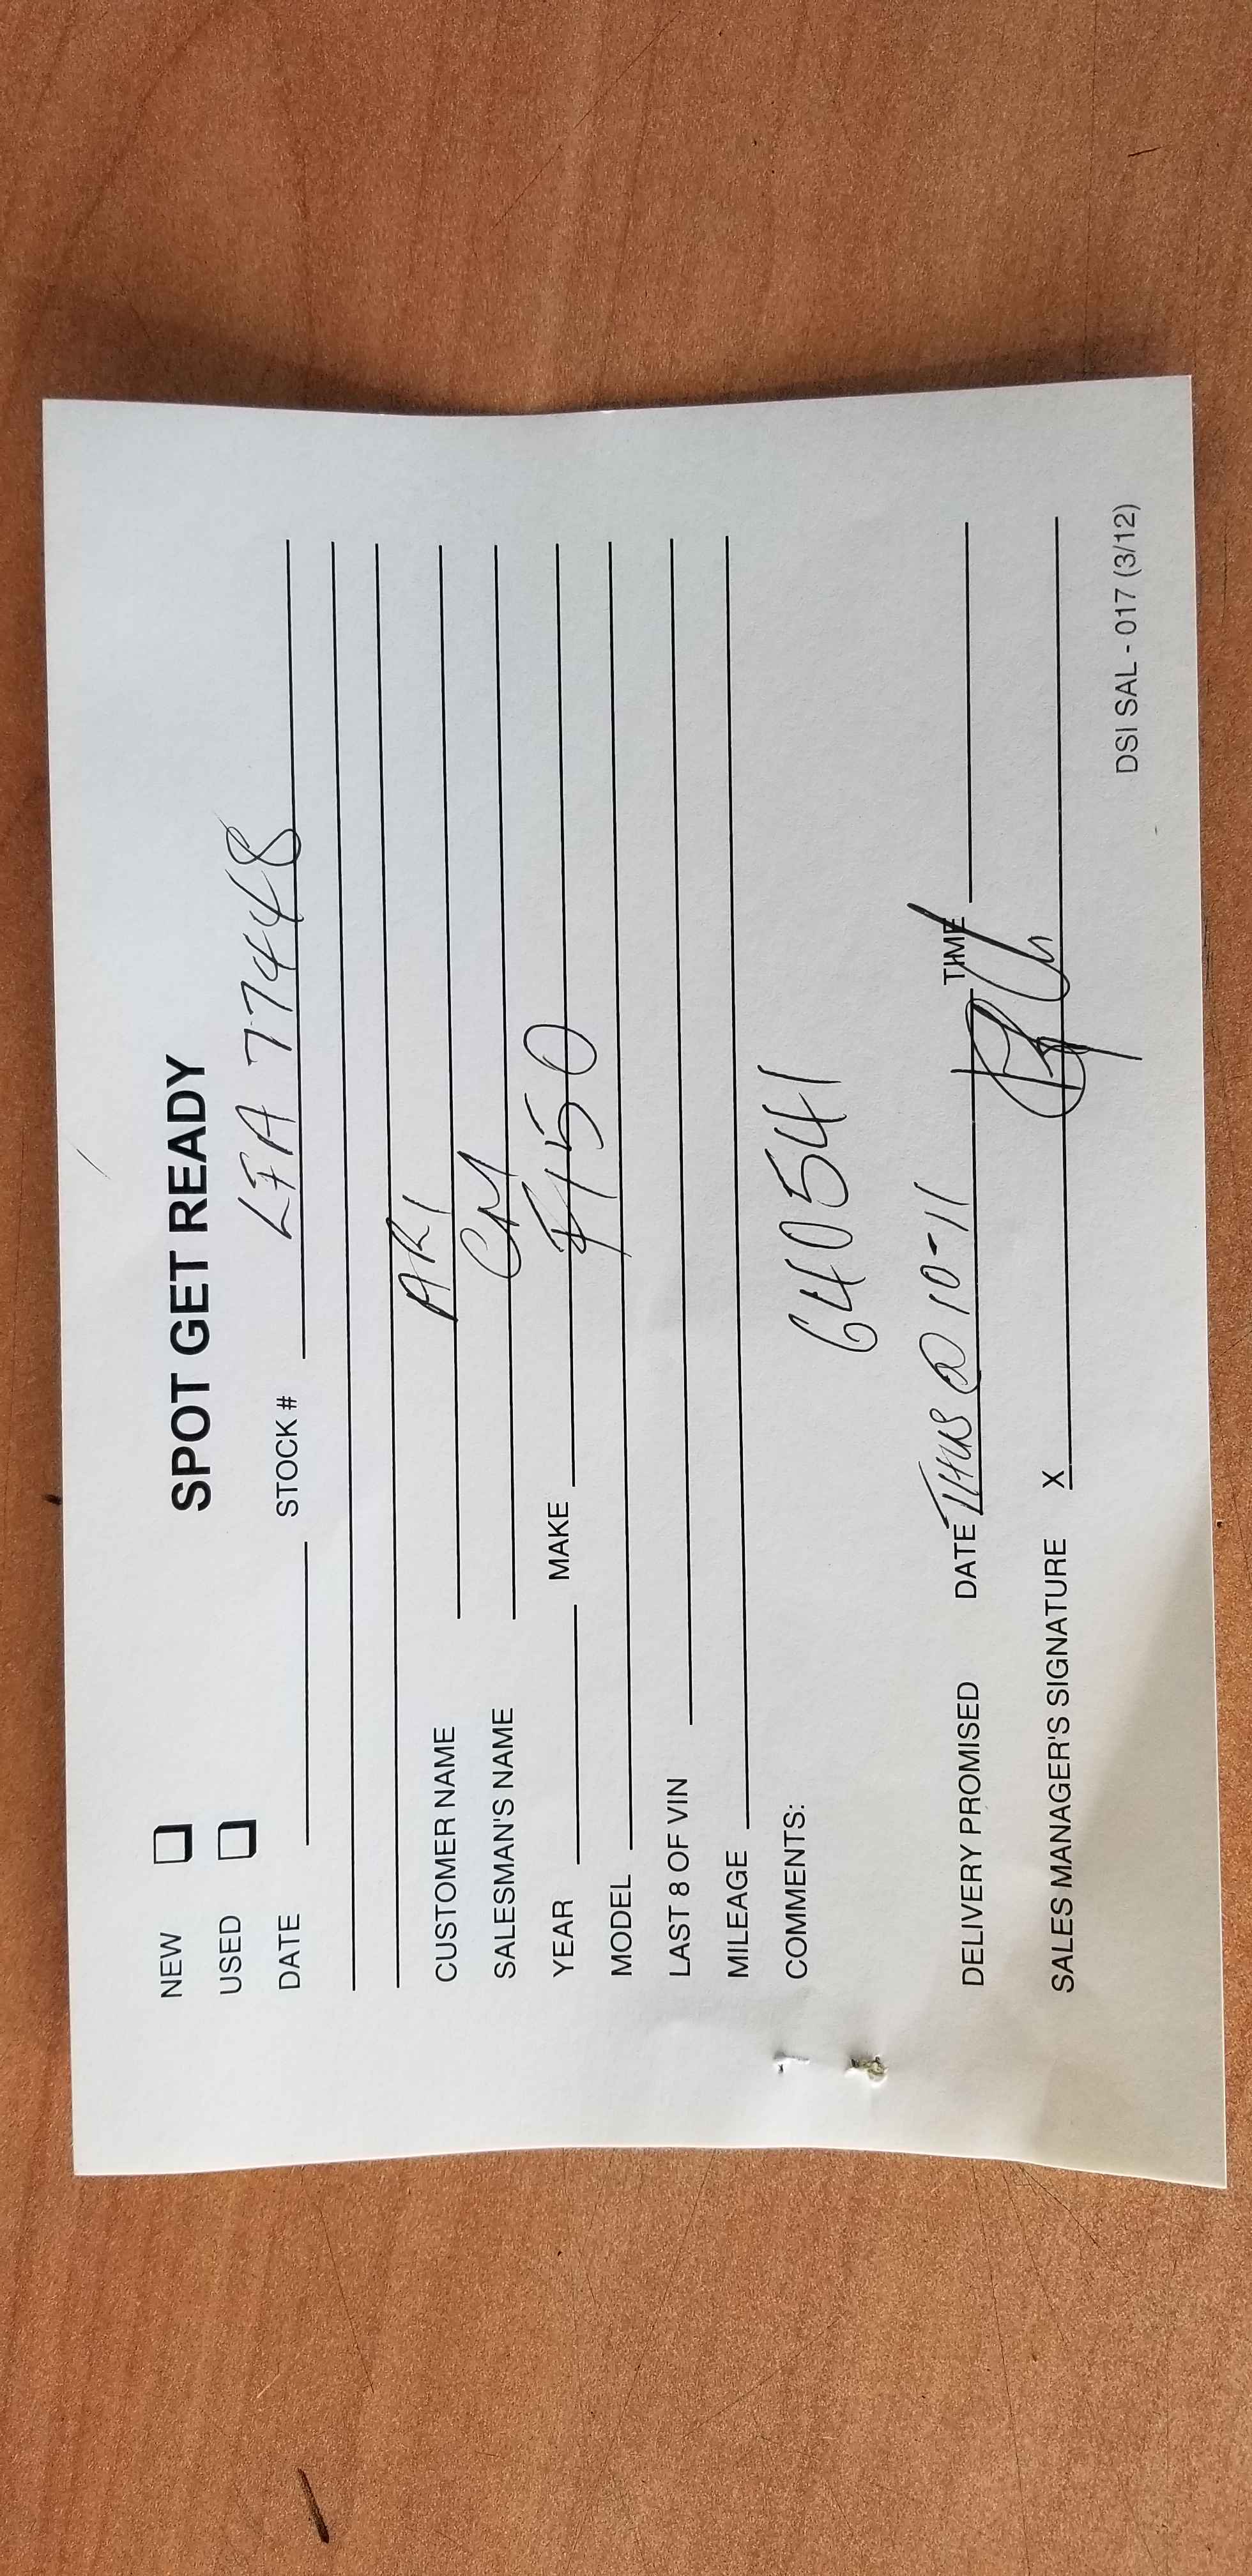 SPOT GET READY
NEW
USED
DATE STOCK # LFA 77448
CUSTOMER NAME ARI
SALESMAN'S NAME CM
YEAR MAKE F150
MODEL
LAST 8 OF VIN
MILEAGE
COMMENTS: 640541
DELIVERY PROMISED DATE THUS @ 10-11 TIME
SALES MANAGER'S SIGNATURE X
DSI SAL - 017 (3/12)